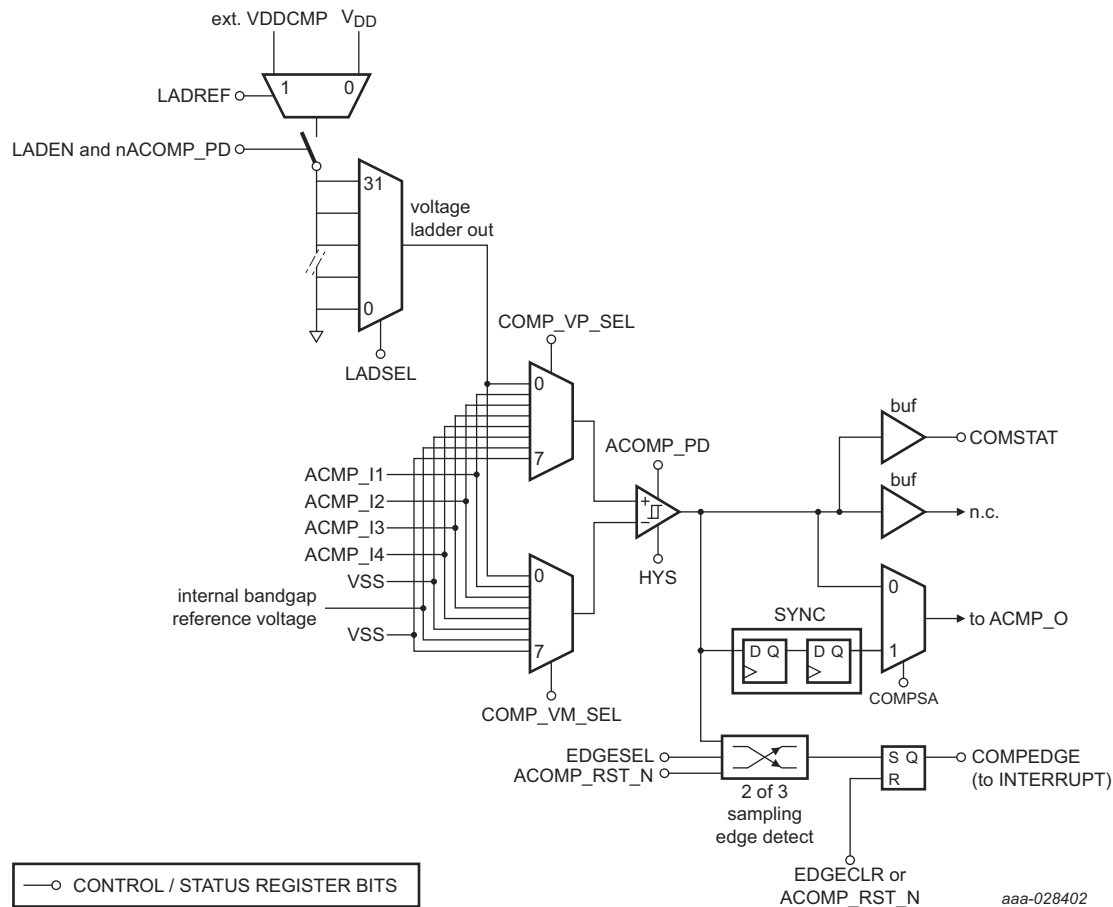 ext. VDDCMP
VDD
1
0
LADREF
LADEN and nACOMP_PD
31
voltage
ladder out
0
LADSEL
COMP_VP_SEL
0
7
ACOMP_PD
buf
COMSTAT
buf
n.c.
ACMP_I1
ACMP_I2
ACMP_I3
ACMP_I4
VSS
internal bandgap
reference voltage
VSS
+
–
HYS
0
7
COMP_VM_SEL
SYNC
D Q
D Q
0
1
to ACMP_O
COMPSA
EDGESEL
ACOMP_RST_N
2 of 3
sampling
edge detect
S Q
R
COMPEDGE
(to INTERRUPT)
EDGECLR or
ACOMP_RST_N
CONTROL / STATUS REGISTER BITS
aaa-028402